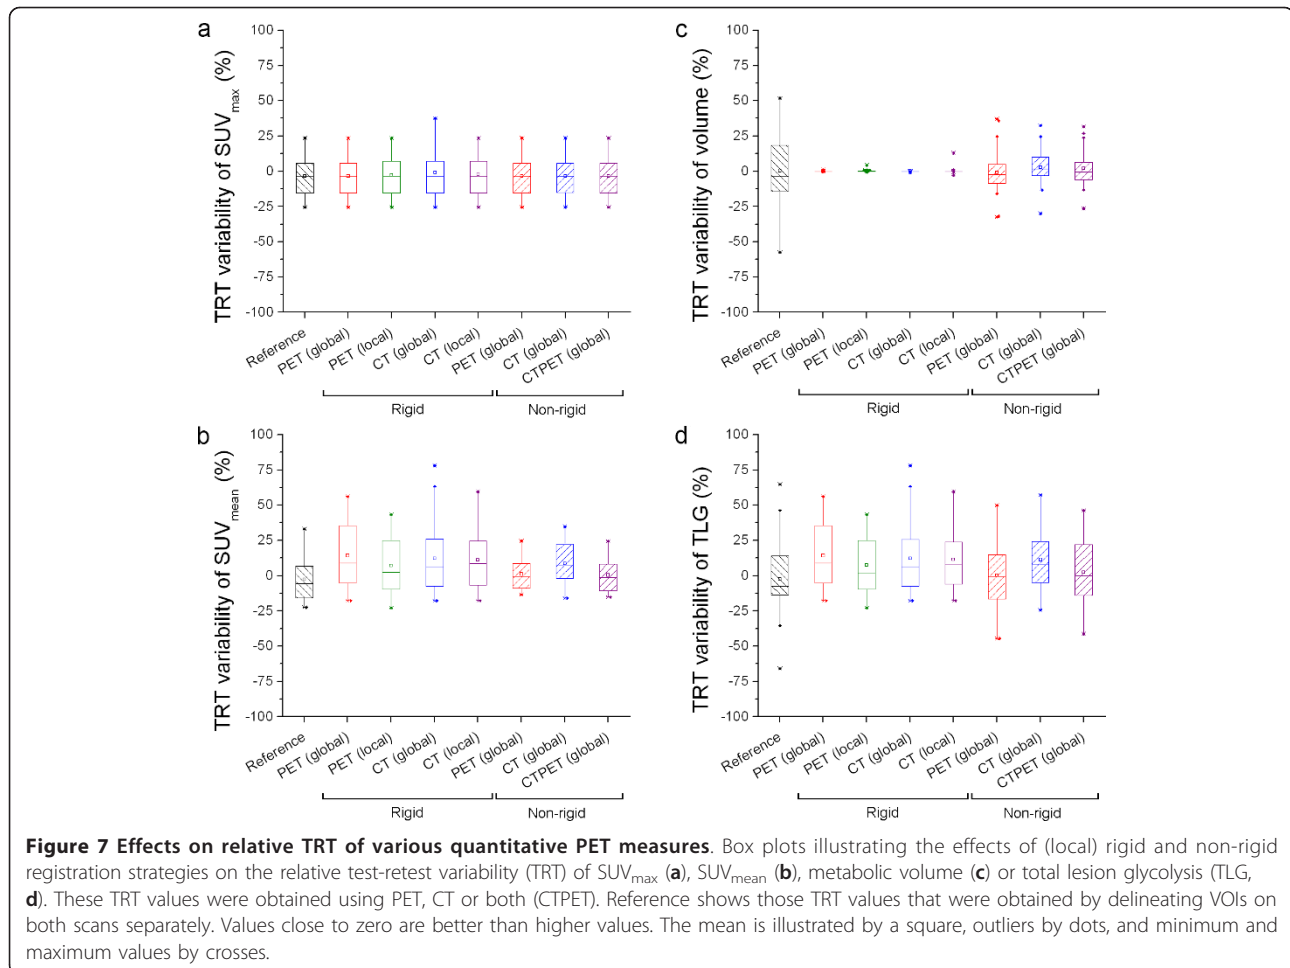 a
TRT variability of SUVmax (%)
100
75
50
25
0
-25
-50
-75
-100
Reference
PET (global)
PET (local)
CT (global)
CT (local)
PET (global)
CT (global)
CTPET (global)
Rigid
Non-rigid
c
TRT variability of volume (%)
100
75
50
25
0
-25
-50
-75
-100
Reference
PET (global)
PET (local)
CT (global)
CT (local)
PET (global)
CT (global)
CTPET (global)
Rigid
Non-rigid
b
TRT variability of SUVmean (%)
100
75
50
25
0
-25
-50
-75
-100
Reference
PET (global)
PET (local)
CT (global)
CT (local)
PET (global)
CT (global)
CTPET (global)
Rigid
Non-rigid
d
TRT variability of TLG (%)
100
75
50
25
0
-25
-50
-75
-100
Reference
PET (global)
PET (local)
CT (global)
CT (local)
PET (global)
CT (global)
CTPET (global)
Rigid
Non-rigid
Figure 7 Effects on relative TRT of various quantitative PET measures. Box plots illustrating the effects of (local) rigid and non-rigid
registration strategies on the relative test-retest variability (TRT) of SUVmax (a), SUVmean (b), metabolic volume (c) or total lesion glycolysis (TLG,
d). These TRT values were obtained using PET, CT or both (CTPET). Reference shows those TRT values that were obtained by delineating VOIs on
both scans separately. Values close to zero are better than higher values. The mean is illustrated by a square, outliers by dots, and minimum and
maximum values by crosses.